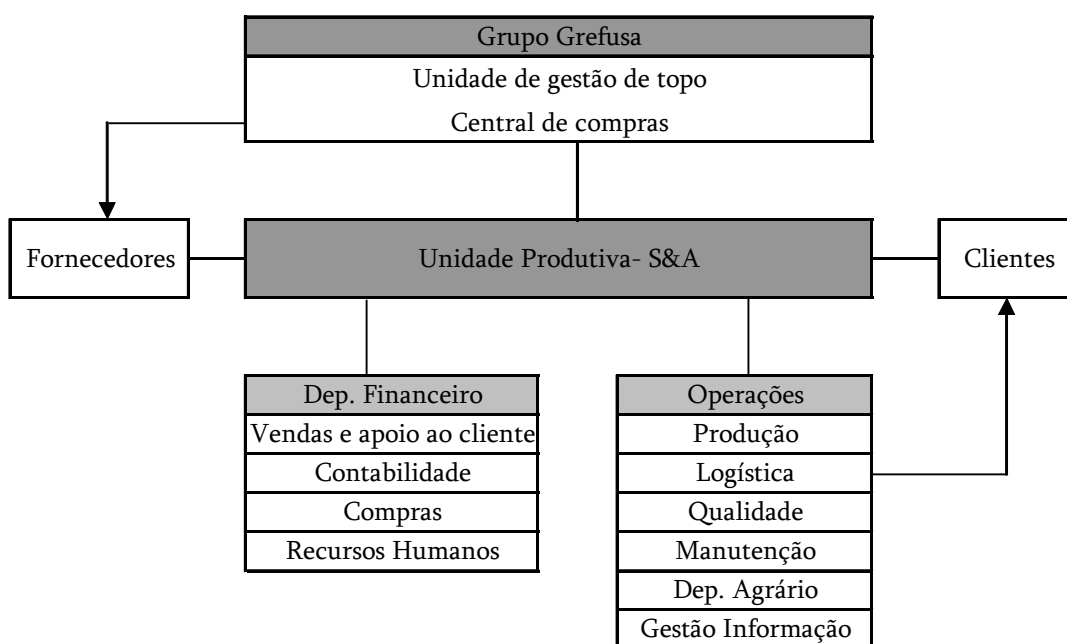 Grupo Grefusa
Unidade de gestão de topo
Central de compras
Fornecedores
Unidade Produtiva- S&A
Clientes
Dep. Financeiro
Vendas e apoio ao cliente
Contabilidade
Compras
Recursos Humanos
Operações
Produção
Logística
Qualidade
Manutenção
Dep. Agrário
Gestão Informação